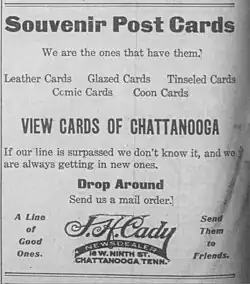 Souvenir Post Cards
We are the ones that have them.
Leather Cards Glazed Cards Tinseled Cards
Comic Cards Coon Cards
VIEW CARDS OF CHATTANOOGA
If our line is surpassed we don't know it, and we
are always getting in new ones.
Drop Around
Send us a mail order.
A Line
of
Good
Ones.
J. K. Cady
NEWSDEALER
16 W. NINTH ST.
CHATTANOOGA TENN.
Send
Them
to
Friends.